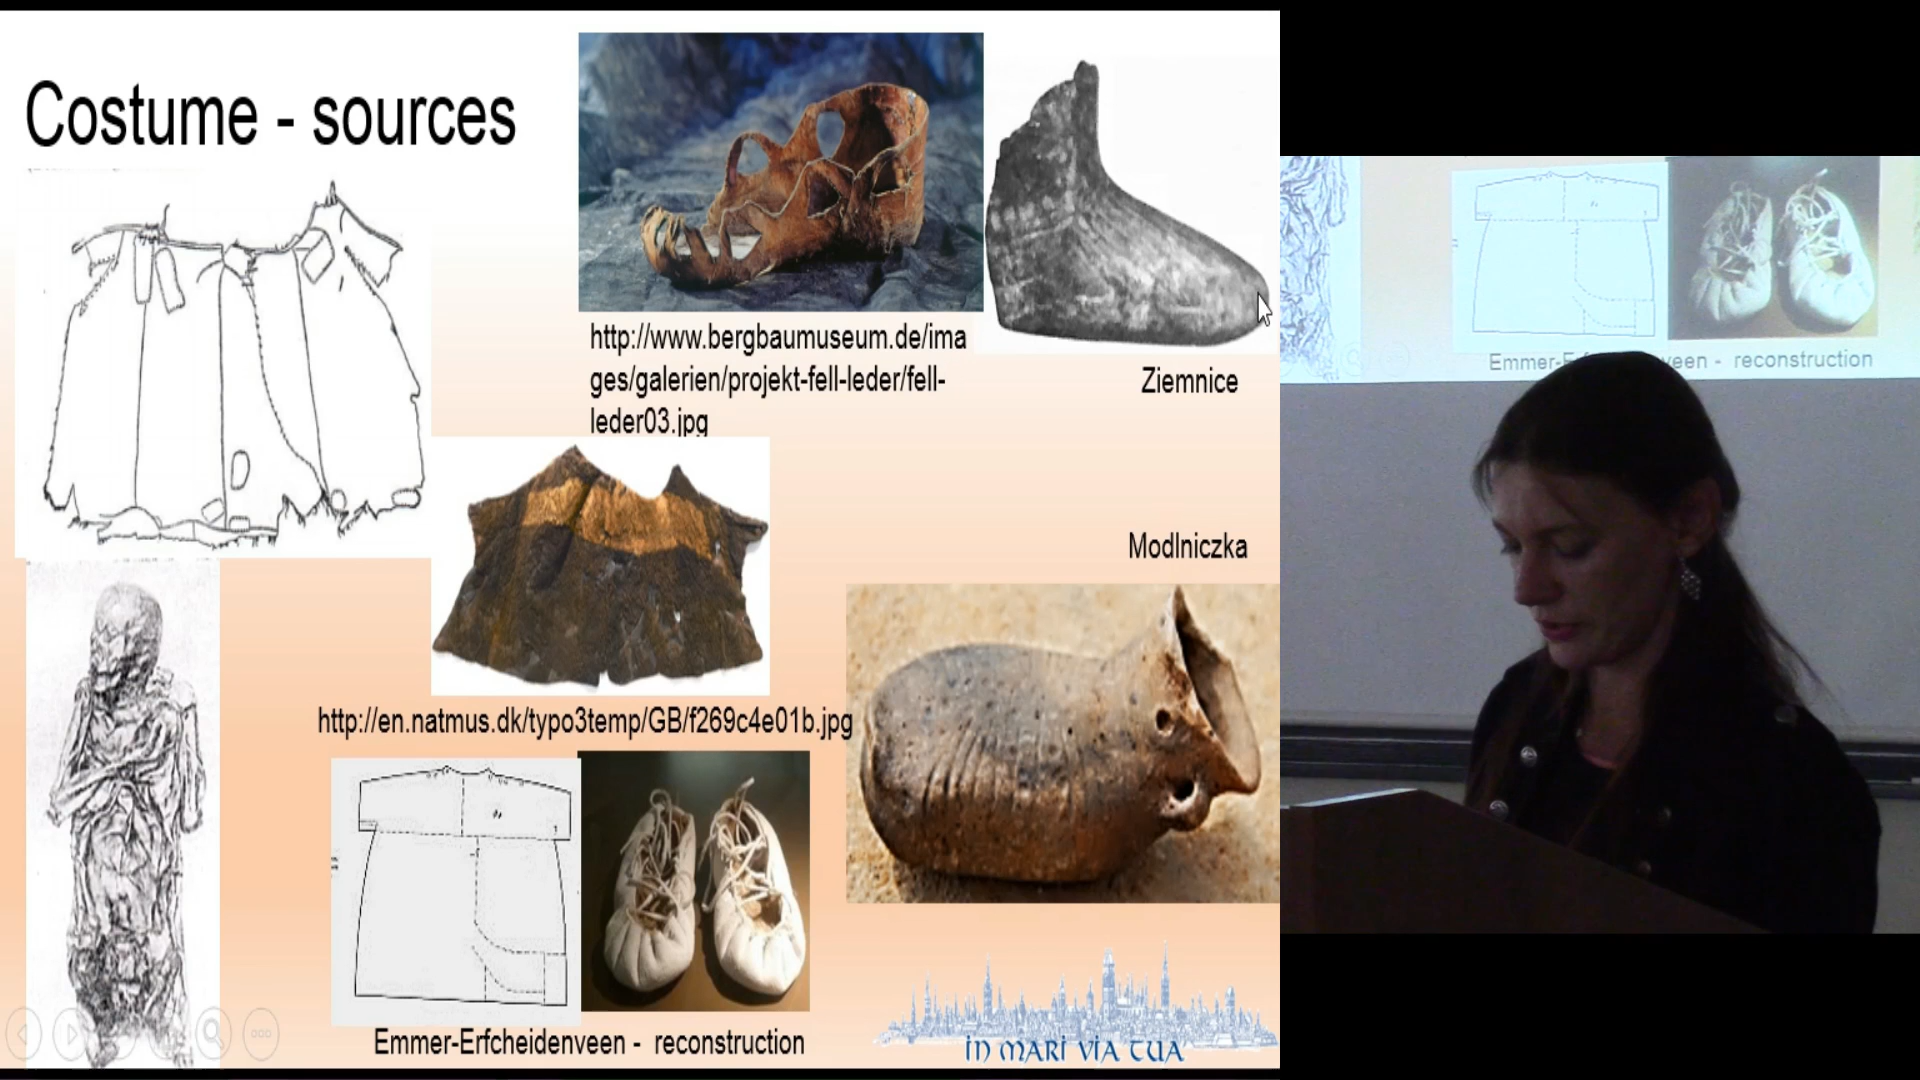 Costume - sources
http://www.bergbaumuseum.de/ima
ges/galerien/projekt-fell-leder/fell-
leder03.jpg
Ziemnice
Modlniczka
http://en.natmus.dk/typo3temp/GB/f269c4e01b.jpg
Emmer-Erfcheidenveen - reconstruction
in mari via tua
Emmer-Erf veen - reconstruction